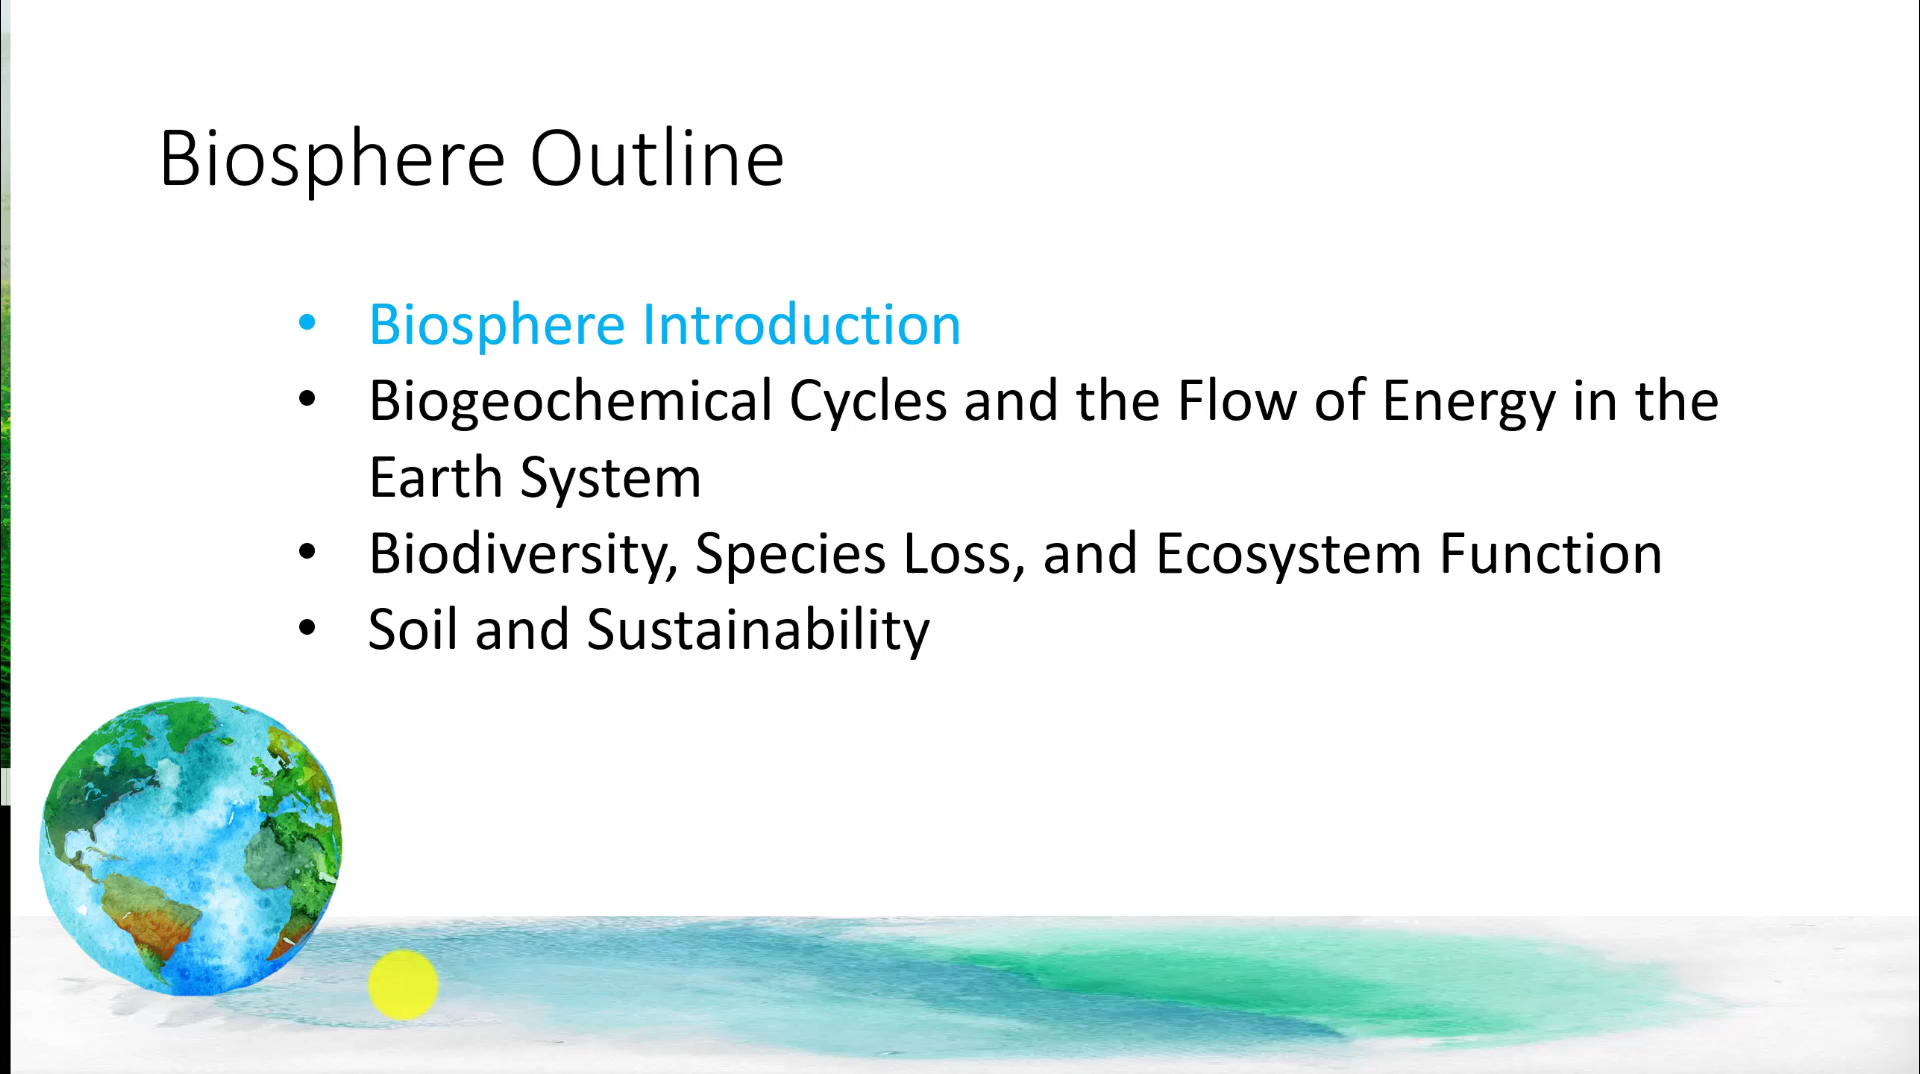 Biosphere Outline
• Biosphere Introduction
• Biogeochemical Cycles and the Flow of Energy in the
Earth System
• Biodiversity, Species Loss, and Ecosystem Function
• Soil and Sustainability